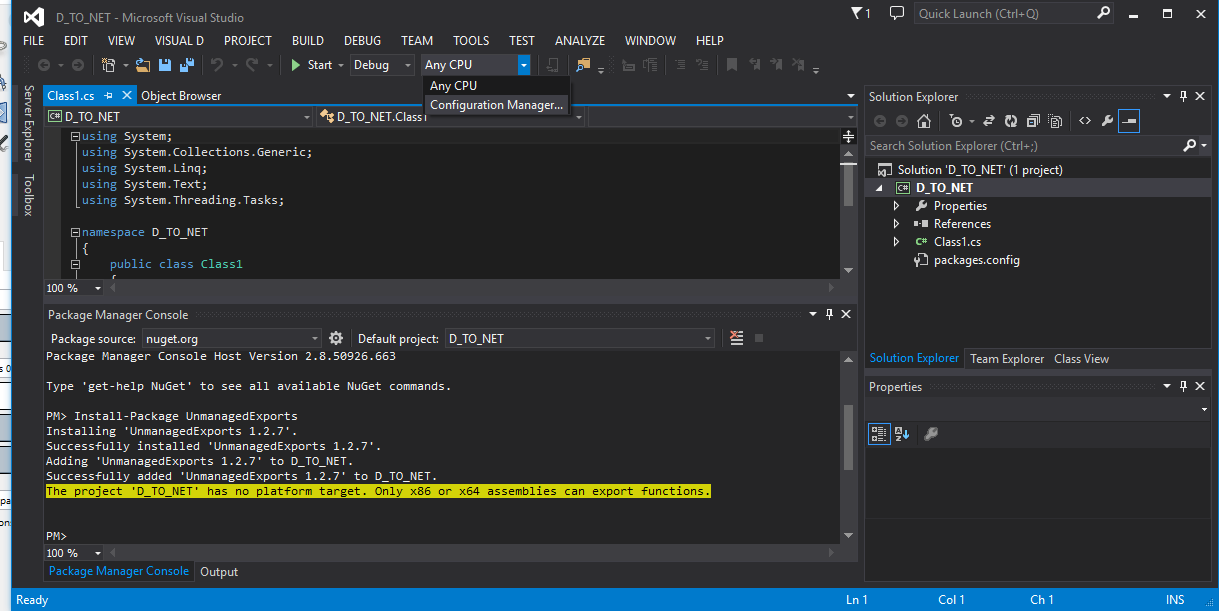 D_TO_NET - Microsoft Visual Studio
1
Quick Launch (Ctrl+Q)
FILE EDIT VIEW VISUAL D PROJECT BUILD DEBUG TEAM TOOLS TEST ANALYZE WINDOW HELP
Start Debug Any CPU
Any CPU
Configuration Manager...
Server Explorer
Toolbox
Class1.cs Object Browser
C# D_TO_NET D_TO_NET.Class1
using System;
using System.Collections.Generic;
using System.Linq;
using System.Text;
using System.Threading.Tasks;
namespace D_TO_NET
{
public class Class1
100 %
Package Manager Console
Package source: nuget.org Default project: D_TO_NET
Package Manager Console Host Version 2.8.50926.663
Type 'get-help NuGet' to see all available NuGet commands.
PM> Install-Package UnmanagedExports
Installing 'UnmanagedExports 1.2.7'.
Successfully installed 'UnmanagedExports 1.2.7'.
Adding 'UnmanagedExports 1.2.7' to D_TO_NET.
Successfully added 'UnmanagedExports 1.2.7' to D_TO_NET.
The project 'D_TO_NET' has no platform target. Only x86 or x64 assemblies can export functions.
PM>
100 %
Package Manager Console Output
Solution Explorer
Search Solution Explorer (Ctrl+;)
Solution 'D_TO_NET' (1 project)
C# D_TO_NET
Properties
References
C# Class1.cs
packages.config
Solution Explorer Team Explorer Class View
Properties
Ready Ln 1 Col 1 Ch 1 INS